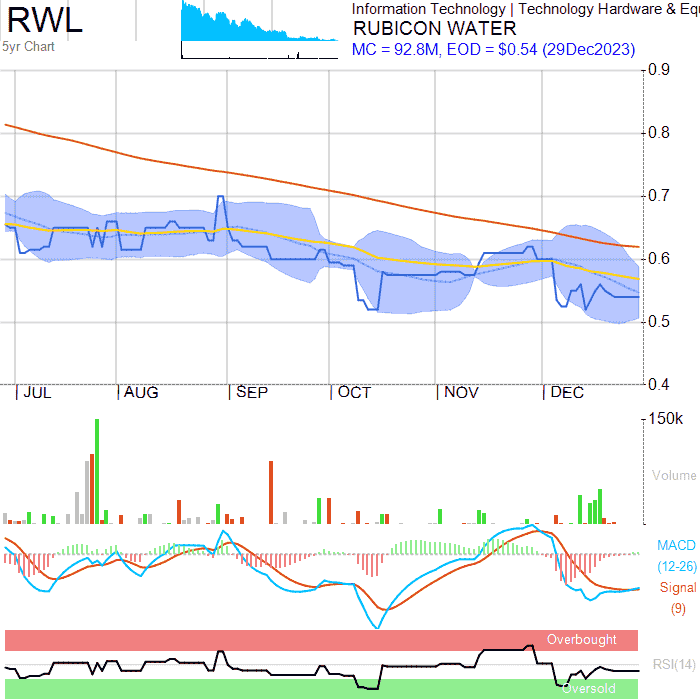 RWL
5yr Chart
Information Technology | Technology Hardware & Equ
RUBICON WATER
MC = 92.8M, EOD = $0.54 (29Dec2023)
0.9
0.8
0.7
0.6
0.5
0.4
JUL AUG SEP OCT NOV DEC
150k
Volume
MACD
(12-26)
Signal
(9)
Overbought
RSI(14)
Oversold